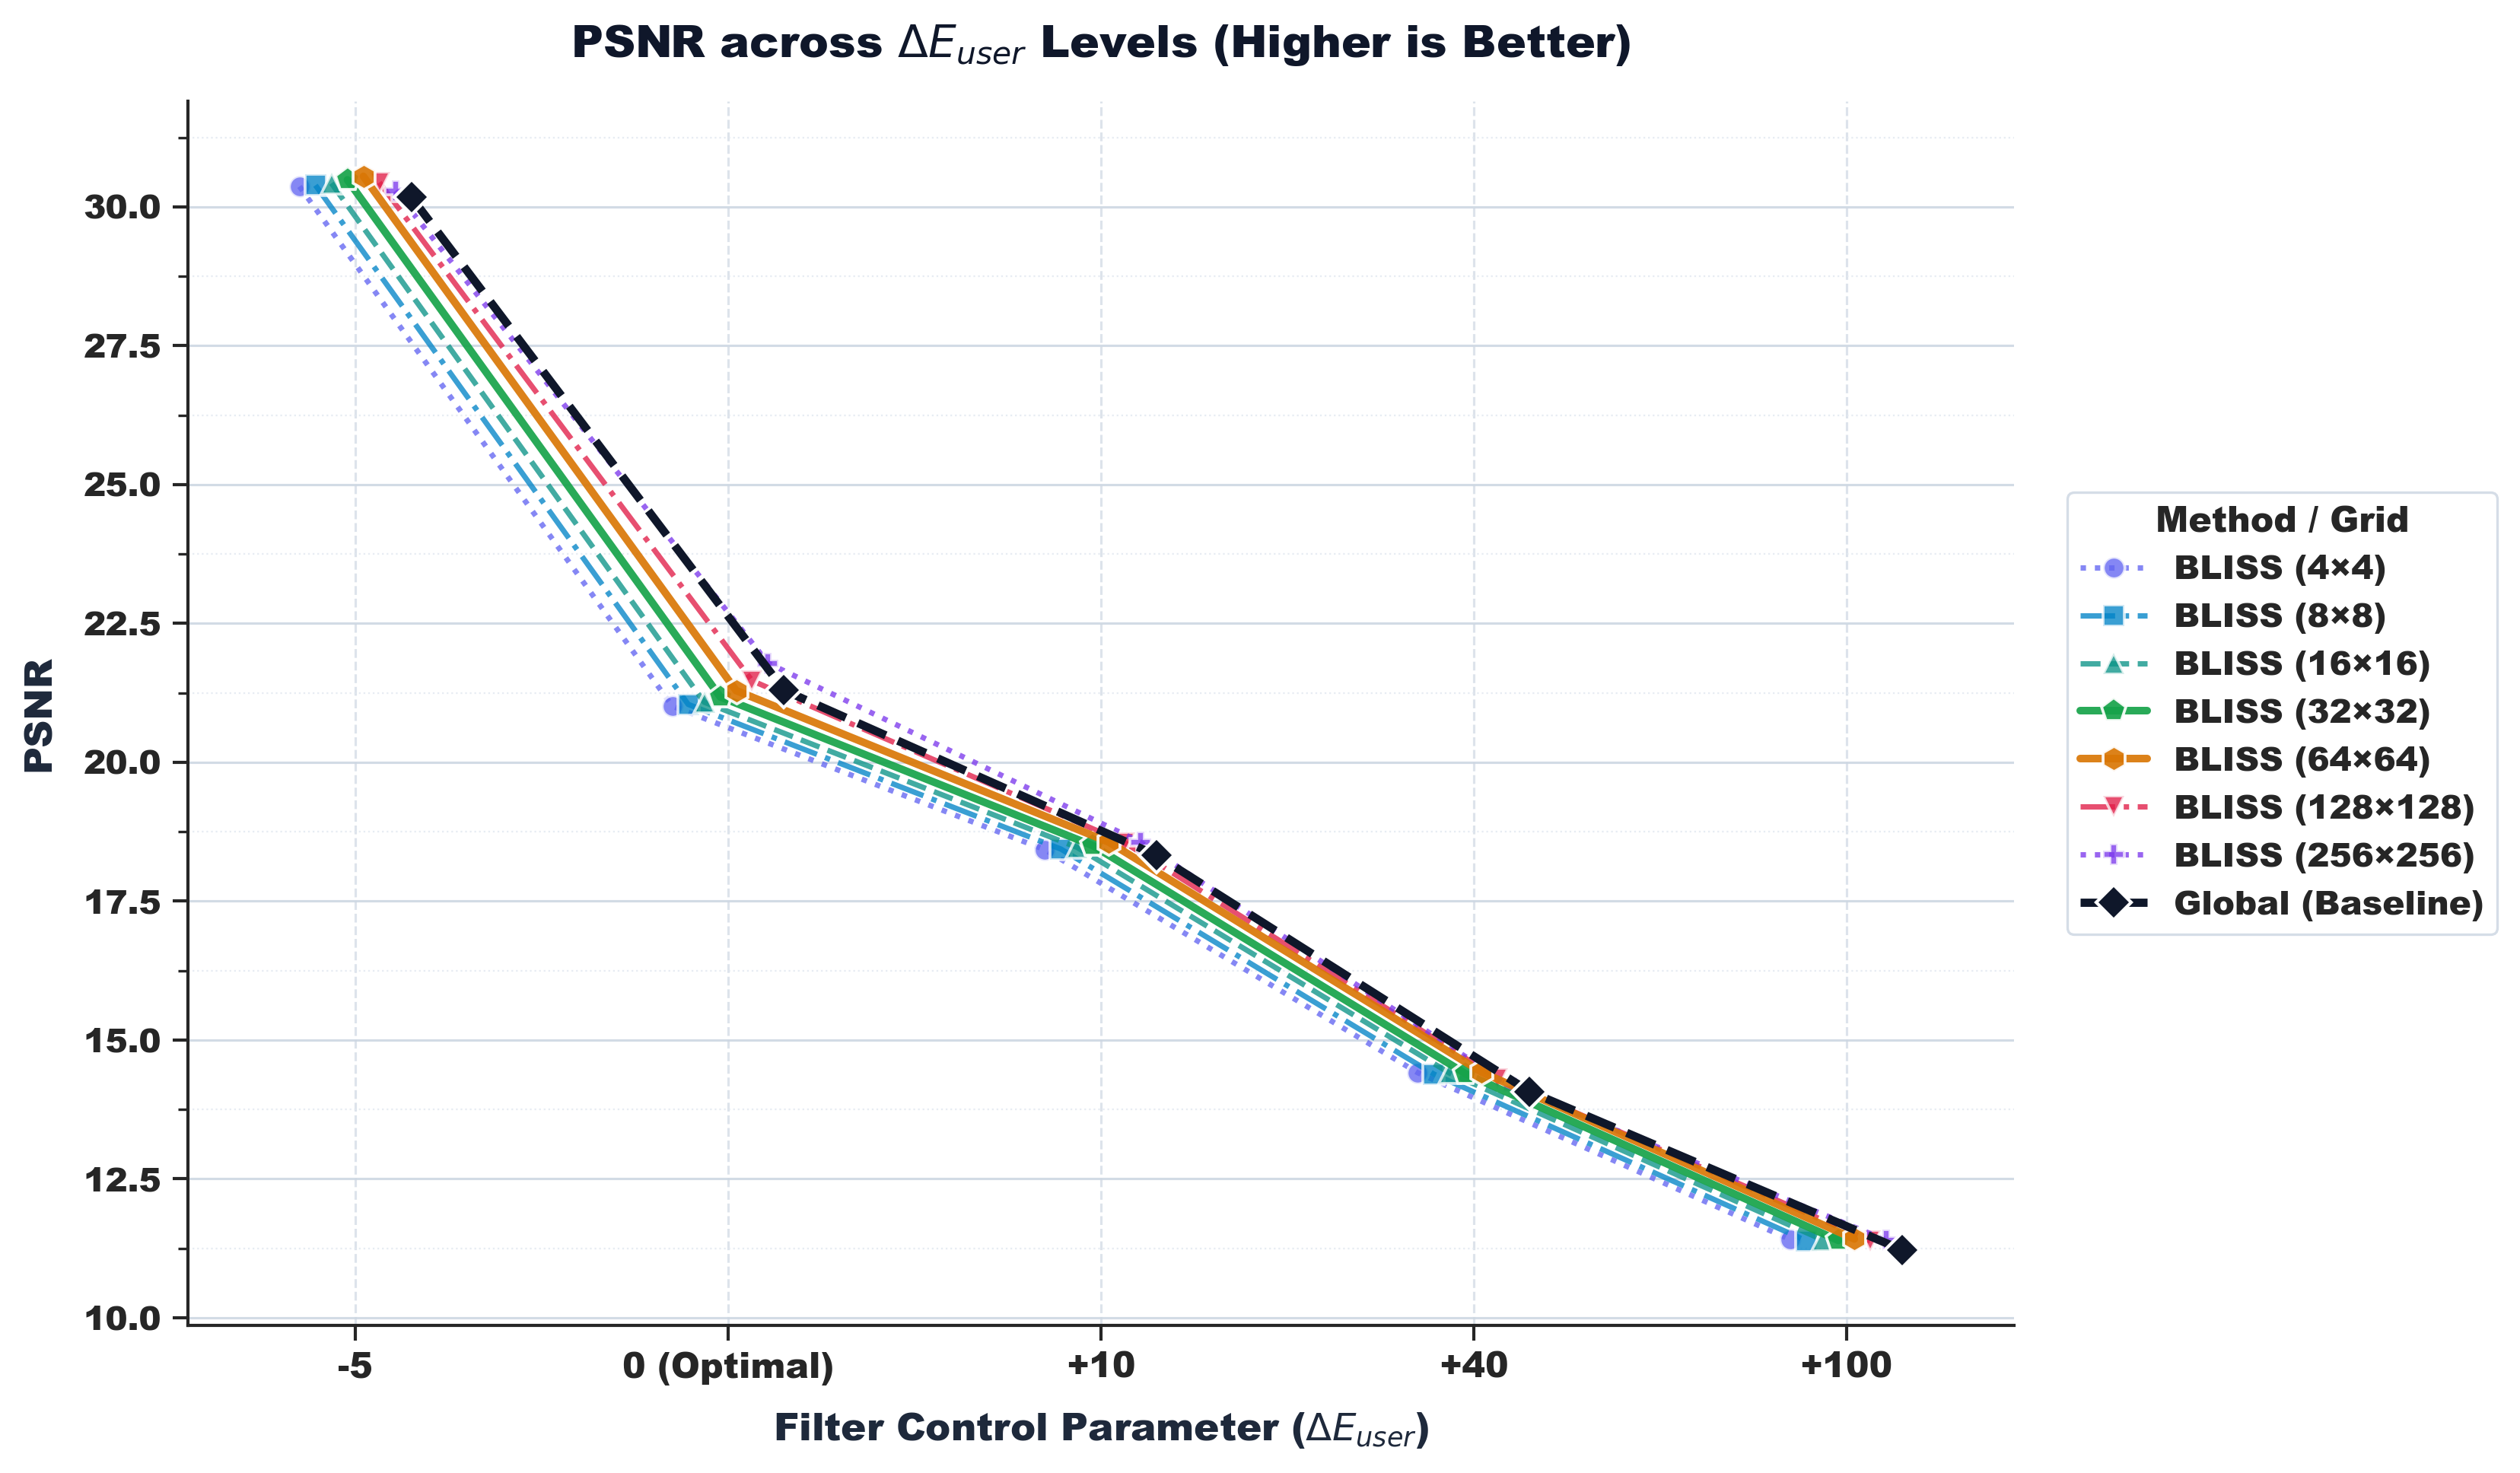 PSNR across ΔE_user Levels (Higher is Better)
PSNR
30.0
27.5
25.0
22.5
20.0
17.5
15.0
12.5
10.0
-5
0 (Optimal)
+10
+40
+100
Filter Control Parameter (ΔE_user)
Method / Grid
BLISS (4×4)
BLISS (8×8)
BLISS (16×16)
BLISS (32×32)
BLISS (64×64)
BLISS (128×128)
BLISS (256×256)
Global (Baseline)